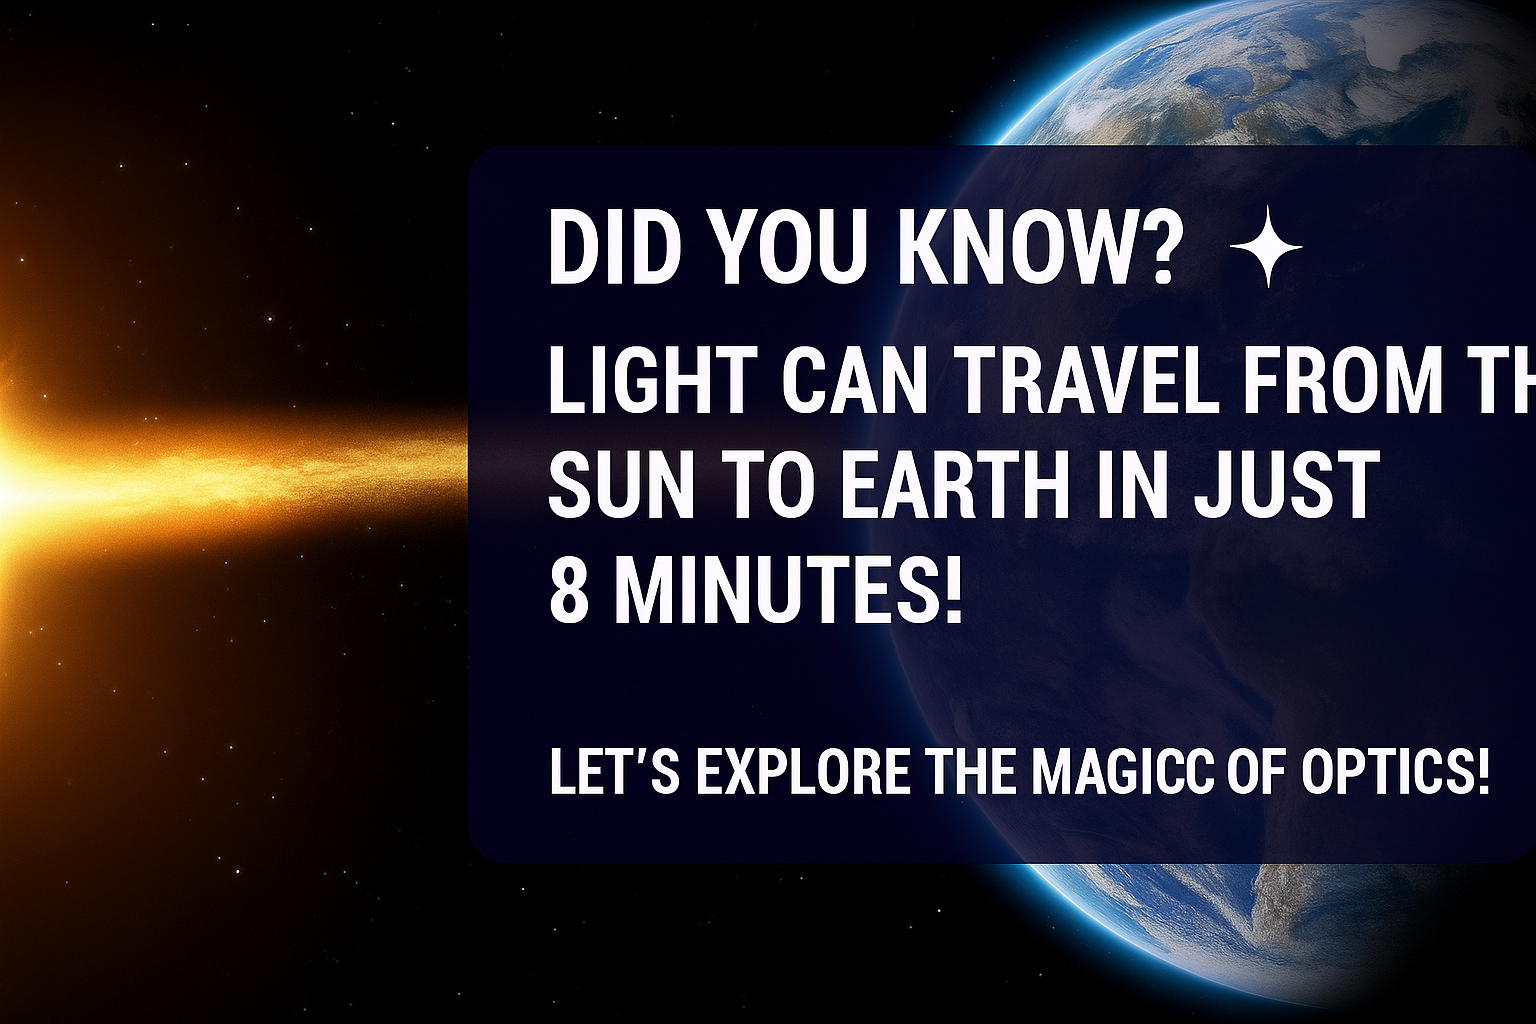 DID YOU KNOW?
LIGHT CAN TRAVEL FROM TH
SUN TO EARTH IN JUST
8 MINUTES!
LET'S EXPLORE THE MAGICC OF OPTICS!